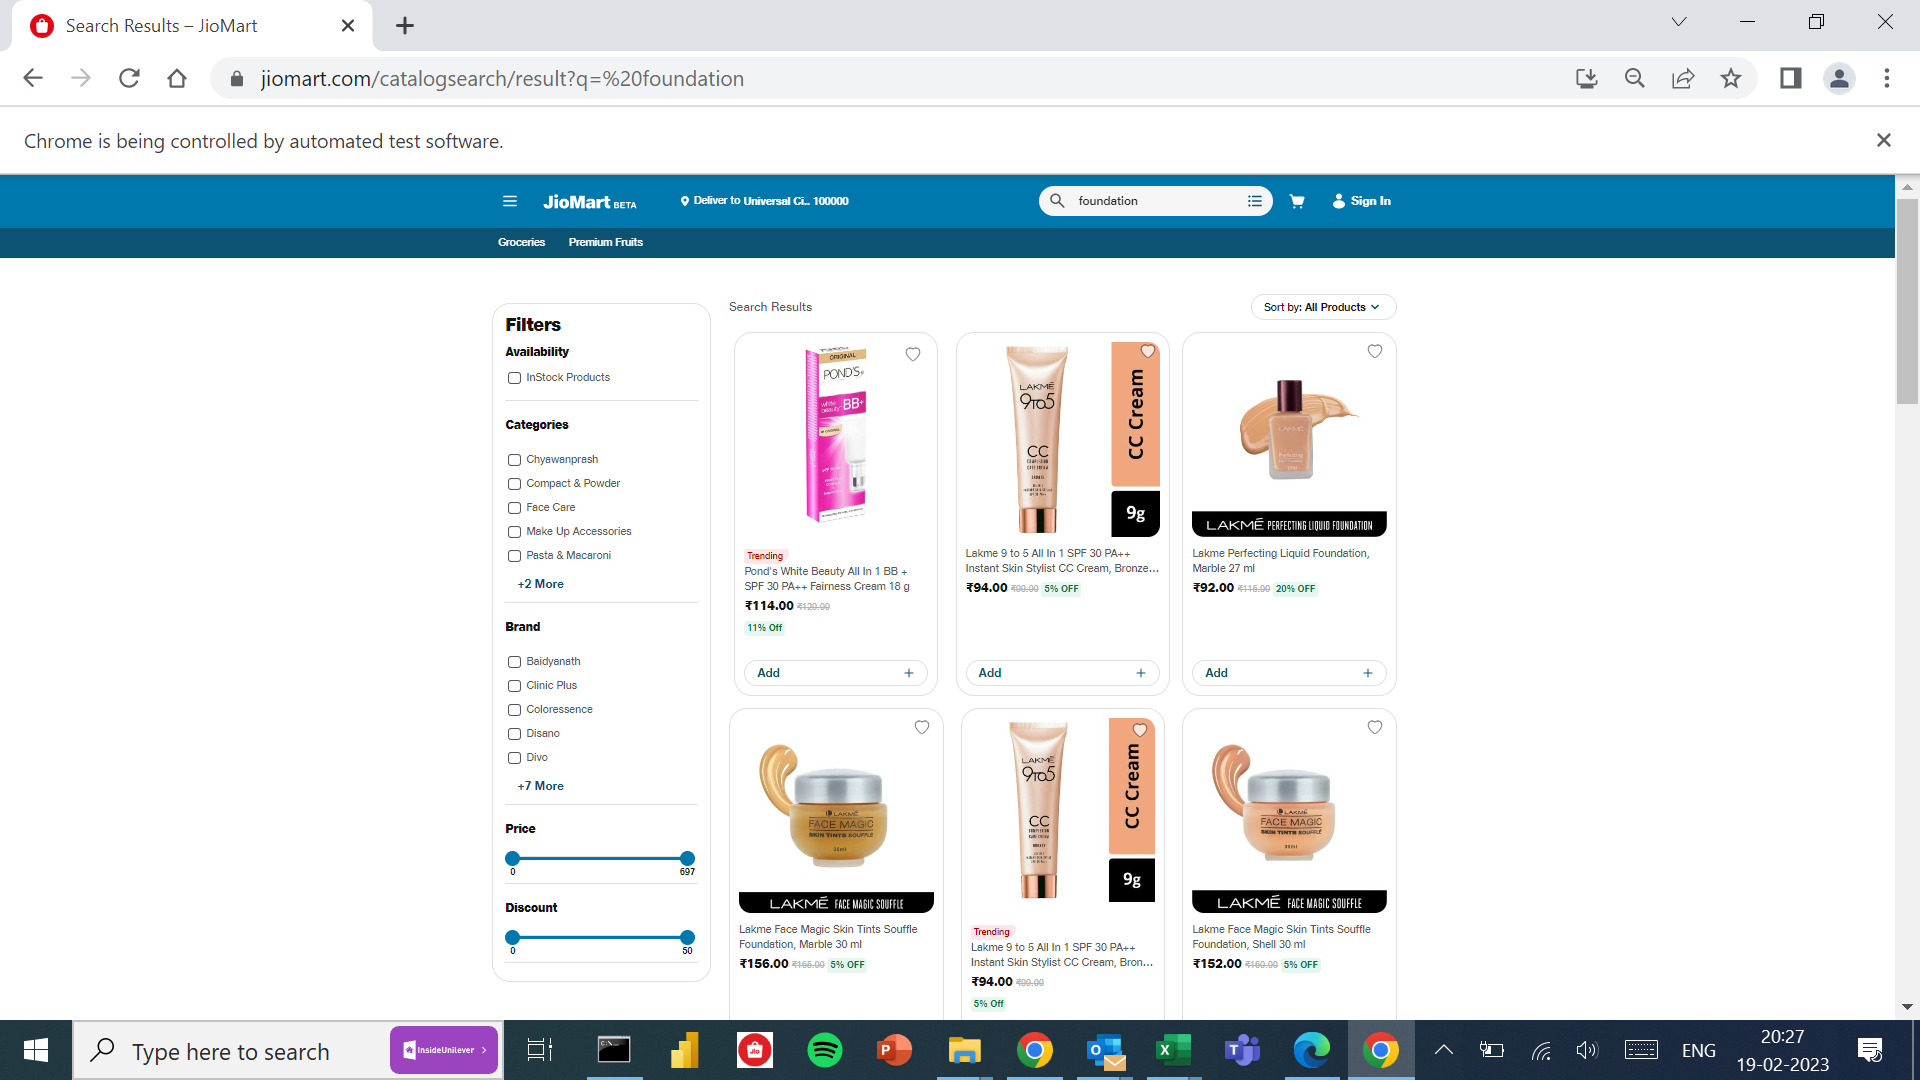 Search Results – JioMart
jiomart.com/catalogsearch/result?q=%20foundation
Chrome is being controlled by automated test software.
JioMart BETA
Deliver to Universal Ci... 100000
foundation
Sign In
Groceries
Premium Fruits
Filters
Availability
InStock Products
Categories
Chyawanprash
Compact & Powder
Face Care
Make Up Accessories
Pasta & Macaroni
+2 More
Brand
Baidyanath
Clinic Plus
Coloressence
Disano
Divo
+7 More
Price
0
697
Discount
0
50
Search Results
Sort by: All Products
ORIGINAL
POND'S
white beauty BB+
Trending
Pond's White Beauty All In 1 BB +
SPF 30 PA++ Fairness Cream 18 g
₹114.00 ₹129.00
11% Off
Add +
LAKMÉ
9to5
CC
CC Cream
9g
Lakme 9 to 5 All In 1 SPF 30 PA++
Instant Skin Stylist CC Cream, Bronze...
₹94.00 ₹99.00 5% OFF
Add +
LAKMÉ
LAKMÉ PERFECTING LIQUID FOUNDATION
Lakme Perfecting Liquid Foundation,
Marble 27 ml
₹92.00 ₹115.00 20% OFF
Add +
LAKMÉ
FACE MAGIC
SKIN TINTS SOUFFLÉ
30ml
LAKMÉ FACE MAGIC SOUFFLE
Lakme Face Magic Skin Tints Souffle
Foundation, Marble 30 ml
₹156.00 ₹165.00 5% OFF
LAKMÉ
9to5
CC
CC Cream
9g
Trending
Lakme 9 to 5 All In 1 SPF 30 PA++
Instant Skin Stylist CC Cream, Bron...
₹94.00 ₹99.00
5% Off
LAKMÉ
FACE MAGIC
SKIN TINTS SOUFFLÉ
30ml
LAKMÉ FACE MAGIC SOUFFLE
Lakme Face Magic Skin Tints Souffle
Foundation, Shell 30 ml
₹152.00 ₹160.00 5% OFF
Type here to search
InsideUnilever
Jio
ENG
20:27
19-02-2023